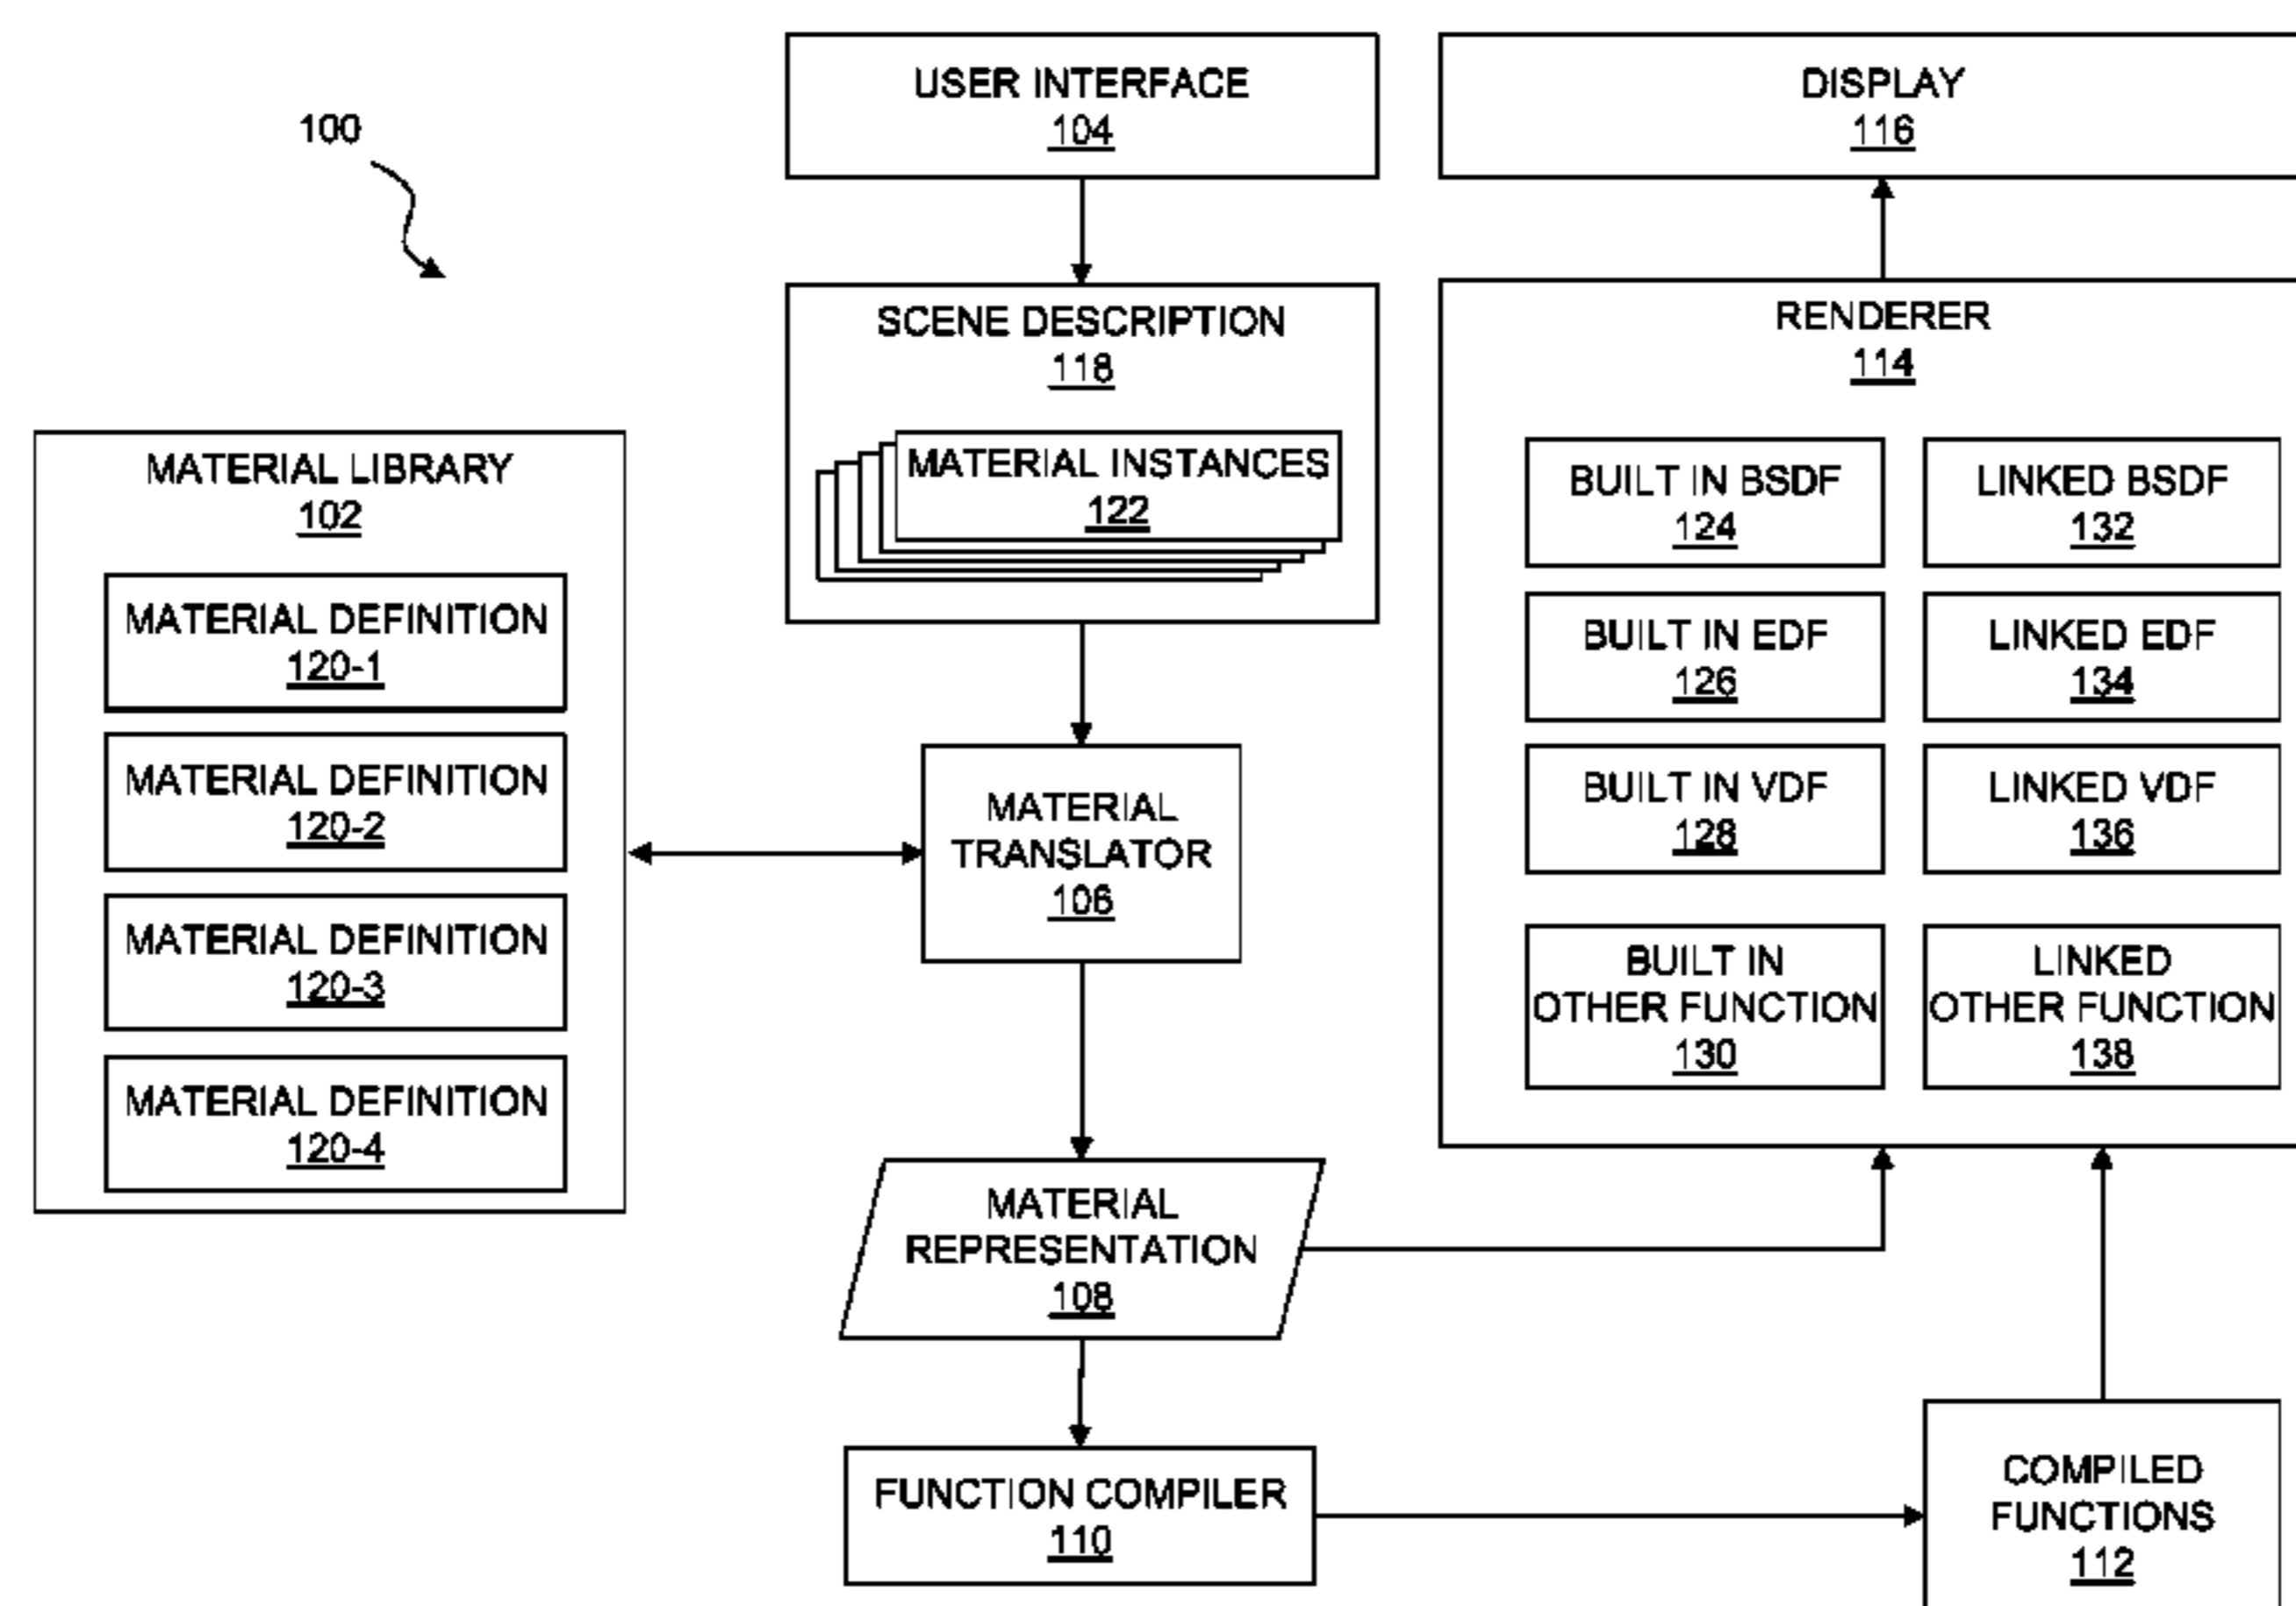 100
USER INTERFACE
104
DISPLAY
116
SCENE DESCRIPTION
118
MATERIAL INSTANCES
122
RENDERER
114
BUILT IN BSDF
124
LINKED BSDF
132
BUILT IN EDF
126
LINKED EDF
134
BUILT IN VDF
128
LINKED VDF
136
BUILT IN
OTHER FUNCTION
130
LINKED
OTHER FUNCTION
138
MATERIAL LIBRARY
102
MATERIAL DEFINITION
120-1
MATERIAL DEFINITION
120-2
MATERIAL DEFINITION
120-3
MATERIAL DEFINITION
120-4
MATERIAL
TRANSLATOR
106
MATERIAL
REPRESENTATION
108
FUNCTION COMPILER
110
COMPILED
FUNCTIONS
112